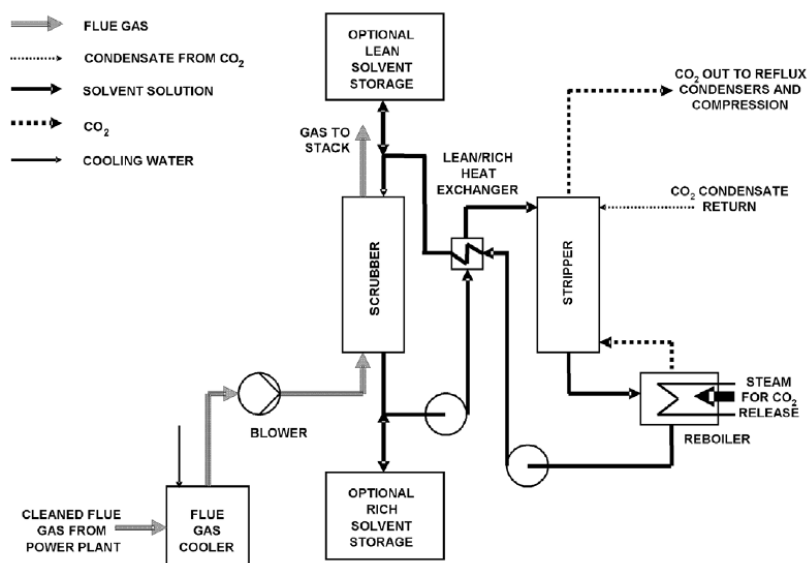 FLUE GAS
CONDENSATE FROM CO₂
SOLVENT SOLUTION
CO₂
COOLING WATER
OPTIONAL
LEAN
SOLVENT
STORAGE
GAS TO
STACK
LEAN/RICH
HEAT
EXCHANGER
CO₂ OUT TO REFLUX
CONDENSERS AND
COMPRESSION
CO₂ CONDENSATE
RETURN
SCRUBBER
STRIPPER
BLOWER
STEAM
FOR CO₂
RELEASE
REBOILER
CLEANED FLUE
GAS FROM
POWER PLANT
FLUE
GAS
COOLER
OPTIONAL
RICH
SOLVENT
STORAGE